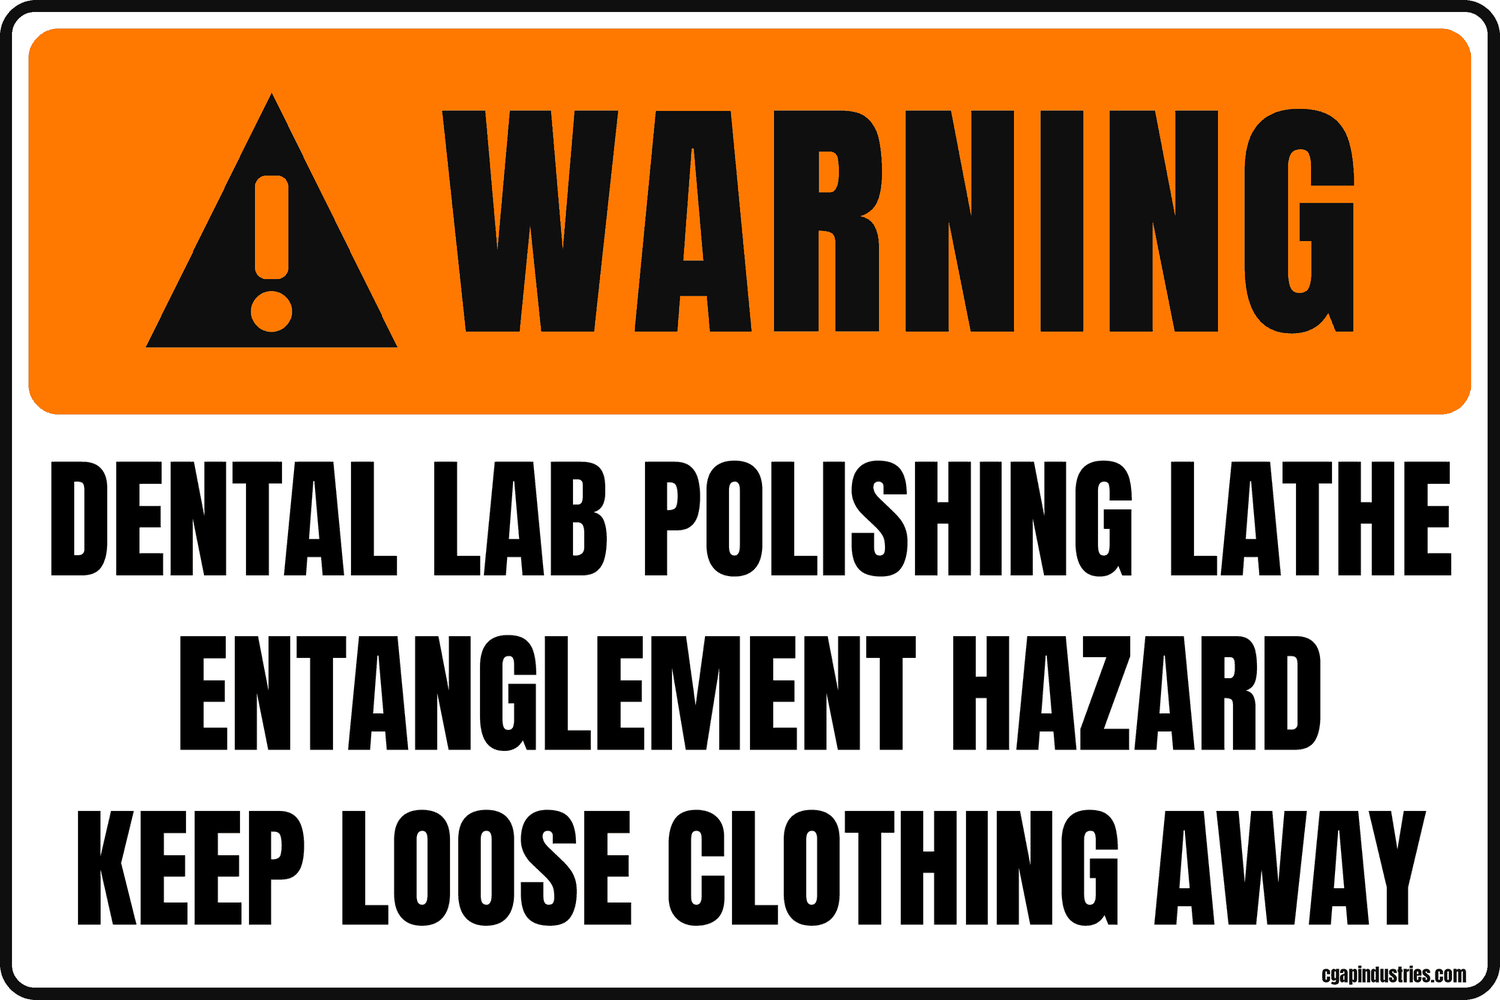 WARNING
DENTAL LAB POLISHING LATHE
ENTANGLEMENT HAZARD
KEEP LOOSE CLOTHING AWAY
cgapindustries.com